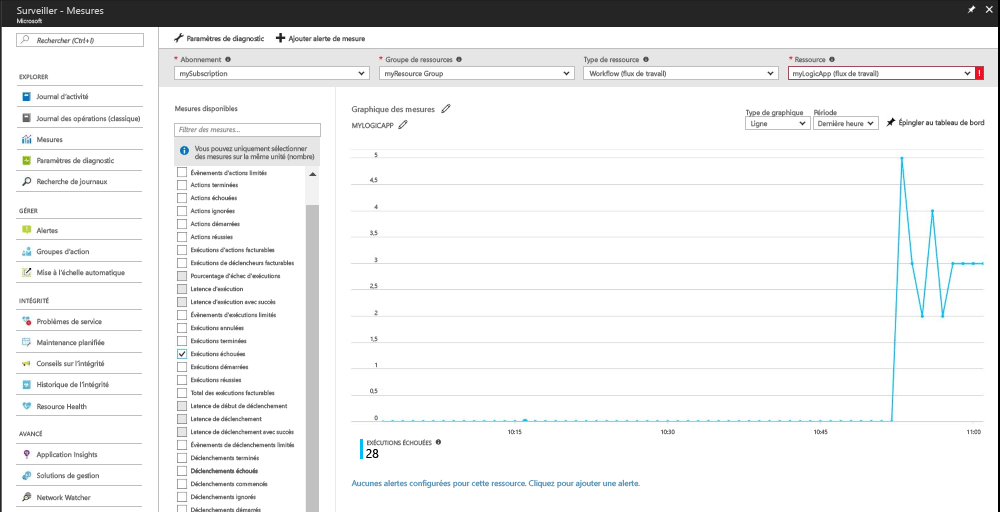 Surveiller - Mesures
Microsoft
Rechercher (Ctrl+I)
EXPLORER
Journal d'activité
Journal des opérations (classique)
Mesures
Paramètres de diagnostic
Recherche de journaux
GÉRER
Alertes
Groupes d'action
Mise à l'échelle automatique
INTÉGRITÉ
Problèmes de service
Maintenance planifiée
Conseils sur l'intégrité
Historique de l'intégrité
Resource Health
AVANCÉ
Application Insights
Solutions de gestion
Network Watcher
Paramètres de diagnostic
Ajouter alerte de mesure
* Abonnement
mySubscription
* Groupe de ressources
myResource Group
Type de ressource
Workflow (flux de travail)
* Ressource
myLogicApp (flux de travail)
!
Mesures disponibles
Filtrer des mesures...
Vous pouvez uniquement sélectionner
des mesures sur la même unité (nombre)
Évènements d'actions limités
Actions terminées
Actions échouées
Actions ignorées
Actions démarrées
Actions réussies
Exécutions d'actions facturables
Exécutions de déclencheurs facturables
Pourcentage d'échec d'exécutions
Latence d'exécution
Latence d'exécution avec succès
Évènements d'exécutions limités
Exécutions annulées
Exécutions terminées
Exécutions échouées
Exécutions démarrées
Exécutions réussies
Total des exécutions facturables
Latence de début de déclenchement
Latence de déclenchement
Latence de déclenchement avec succès
Évènements de déclenchements limités
Déclenchements terminés
Déclenchements échoués
Déclenchements commencés
Déclenchements ignorés
Déclenchements démarrés
Graphique des mesures
MYLOGICAPP
Type de graphique
Ligne
Période
Dernière heure
Épingler au tableau de bord
5
4,5
4
3,5
3
2,5
2
1,5
1
0,5
0
10:15
10:30
10:45
11:00
EXÉCUTIONS ÉCHOUÉES
28
Aucunes alertes configurées pour cette ressource. Cliquez pour ajouter une alerte.